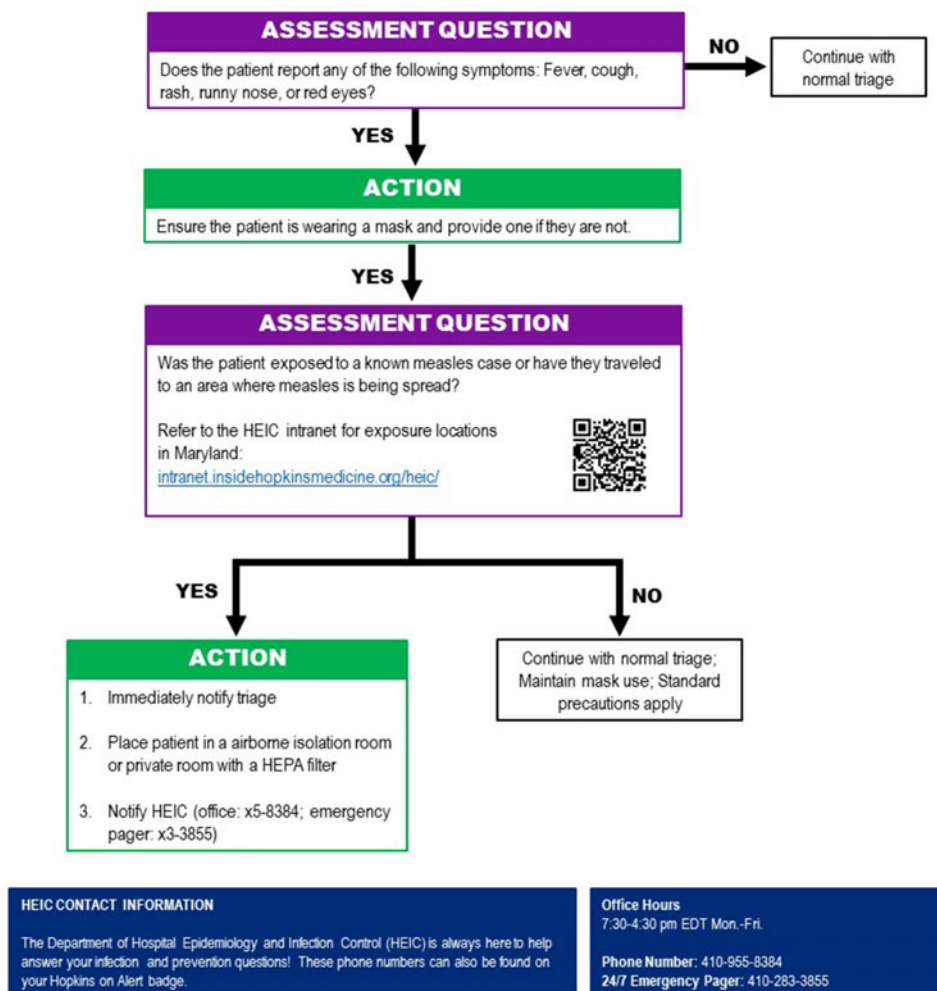 ASSESSMENT QUESTION
Does the patient report any of the following symptoms: Fever, cough,
rash, runny nose, or red eyes?
NO
Continue with
normal triage
YES
ACTION
Ensure the patient is wearing a mask and provide one if they are not.
YES
ASSESSMENT QUESTION
Was the patient exposed to a known measles case or have they traveled
to an area where measles is being spread?
Refer to the HEIC intranet for exposure locations
in Maryland:
intranet.insidehopkinsmedicine.org/heic/
YES
NO
ACTION
1. Immediately notify triage
2. Place patient in a airborne isolation room
or private room with a HEPA filter
3. Notify HEIC (office: x5-8384; emergency
pager: x3-3855)
Continue with normal triage;
Maintain mask use; Standard
precautions apply
HEIC CONTACT INFORMATION
The Department of Hospital Epidemiology and Infection Control (HEIC) is always here to help
answer your infection and prevention questions! These phone numbers can also be found on
your Hopkins on Alert badge.
Office Hours
7:30-4:30 pm EDT Mon.-Fri.
Phone Number: 410-955-8384
24/7 Emergency Pager: 410-283-3855